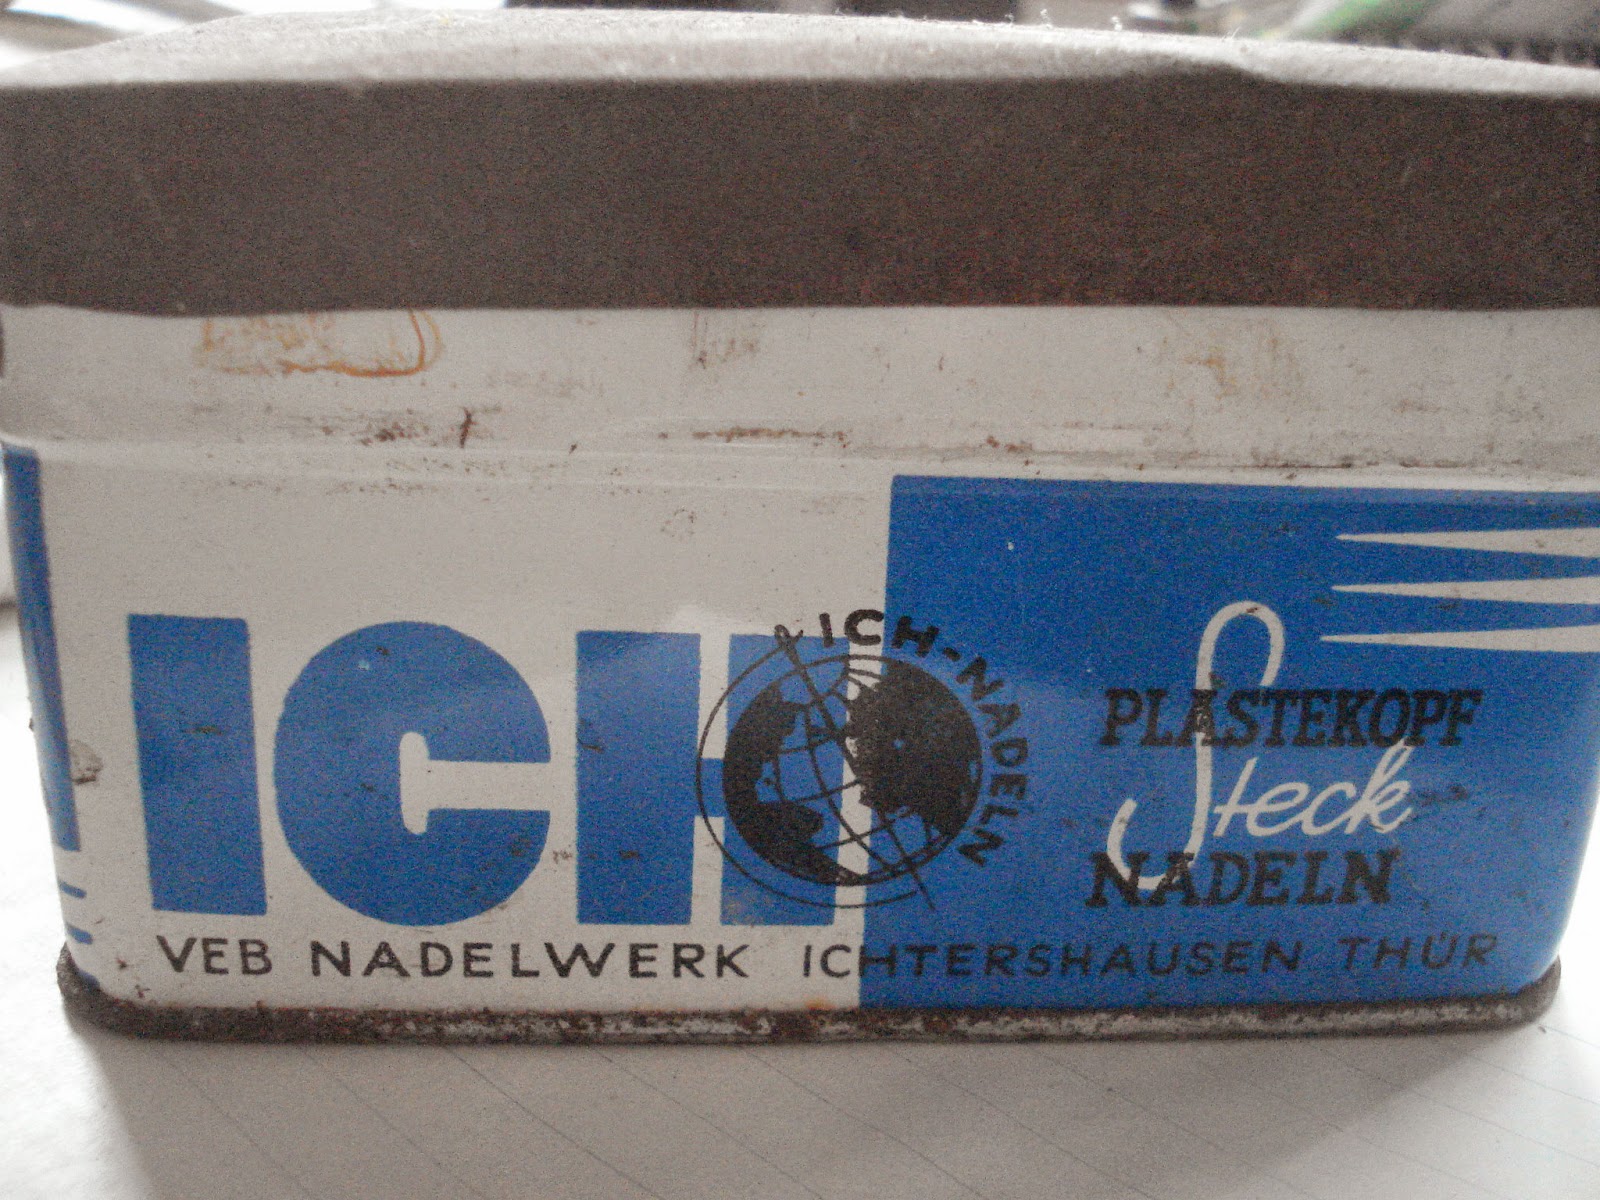 ICH
ICH-NADELN
PLASTEKOPF
Steck
NADELN
VEB NADELWERK ICHTERSHAUSEN THÜR